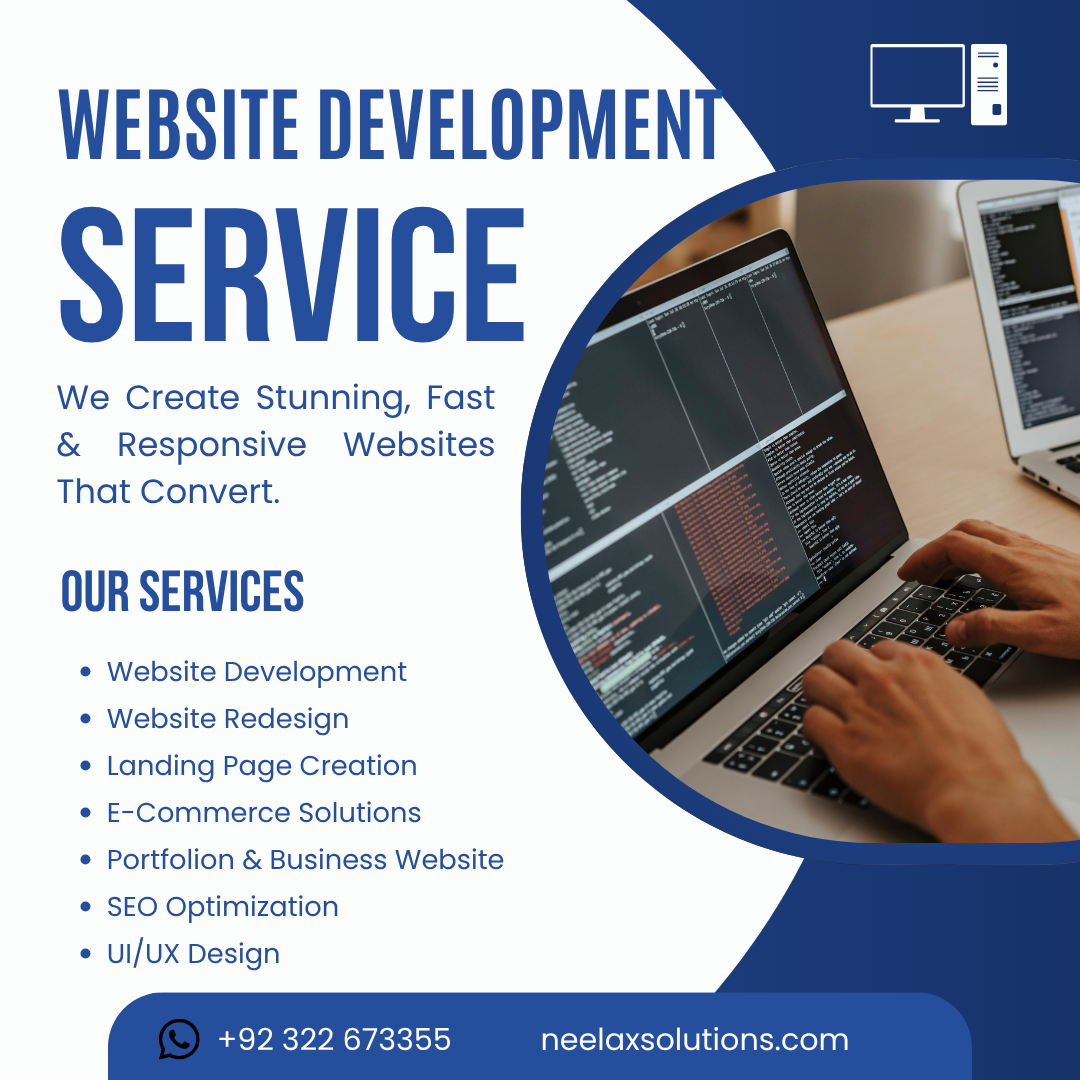 WEBSITE DEVELOPMENT
SERVICE
We Create Stunning, Fast
& Responsive Websites
That Convert.
OUR SERVICES
• Website Development
• Website Redesign
• Landing Page Creation
• E-Commerce Solutions
• Portfolion & Business Website
• SEO Optimization
• UI/UX Design
+92 322 673355
neelaxsolutions.com